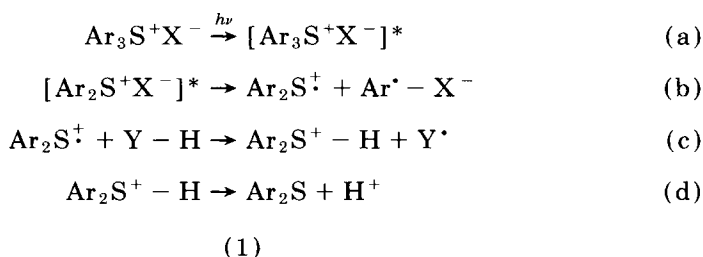 Ar₃S⁺X⁻ —hν→ [Ar₃S⁺X⁻]* (a)
[Ar₂S⁺X⁻]* → Ar₂S⁺• + Ar• − X⁻ (b)
Ar₂S⁺• + Y − H → Ar₂S⁺ − H + Y• (c)
Ar₂S⁺ − H → Ar₂S + H⁺ (d)
(1)